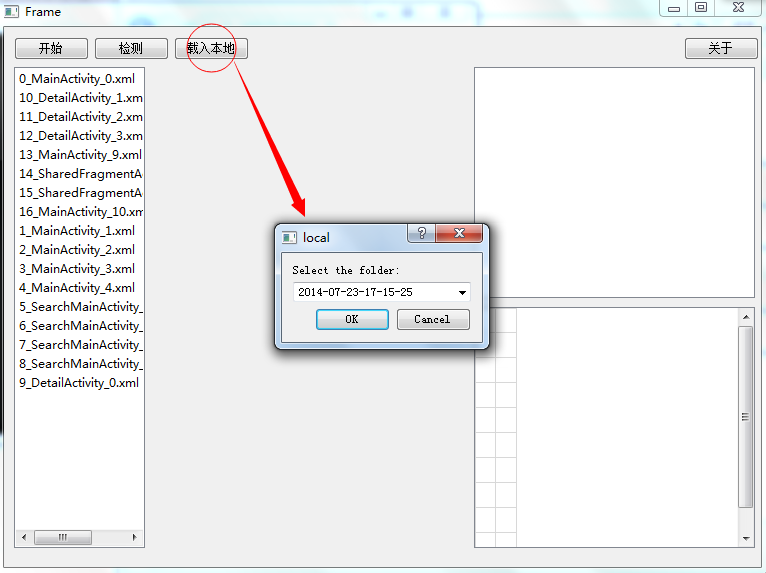 Frame
开始
检测
载入本地
关于
0_MainActivity_0.xml
10_DetailActivity_1.xm
11_DetailActivity_2.xm
12_DetailActivity_3.xm
13_MainActivity_9.xml
14_SharedFragmentA
15_SharedFragmentA
16_MainActivity_10.xm
1_MainActivity_1.xml
2_MainActivity_2.xml
3_MainActivity_3.xml
4_MainActivity_4.xml
5_SearchMainActivity_
6_SearchMainActivity_
7_SearchMainActivity_
8_SearchMainActivity_
9_DetailActivity_0.xml
local
Select the folder:
2014-07-23-17-15-25
OK
Cancel